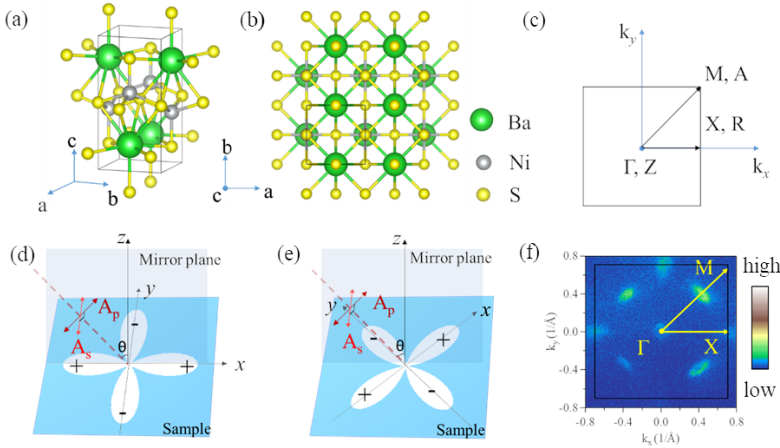 (a)
(b)
(c)
c
a
b
b
c
a
Ba
Ni
S
k_y
M, A
X, R
Γ, Z
k_x
(d)
z
Mirror plane
y
A_p
A_s
θ
x
+
-
+
-
Sample
(e)
z
Mirror plane
y
x
A_p
A_s
θ
-
+
+
-
Sample
(f)
0.8
0.4
0.0
-0.4
-0.8
k_y (1/Å)
M
Γ
X
-0.8
-0.4
0.0
0.4
0.8
k_x (1/Å)
high
low